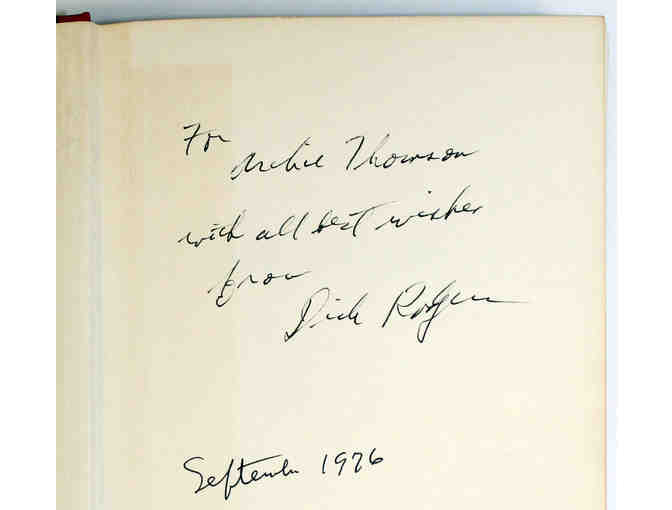 For
Archie Thomson
with all best wishes
from
Dick Rodgers
September 1976